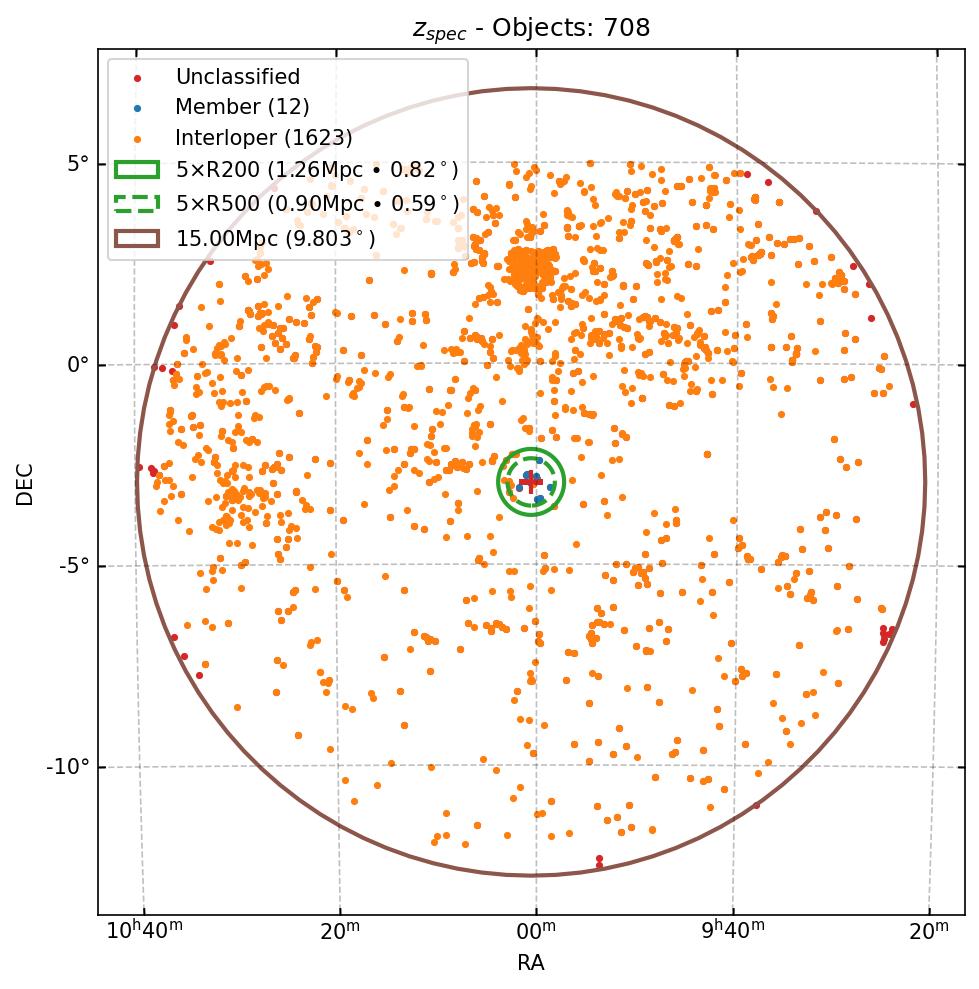 z_spec - Objects: 708
Unclassified
Member (12)
Interloper (1623)
5×R200 (1.26Mpc • 0.82°)
5×R500 (0.90Mpc • 0.59°)
15.00Mpc (9.803°)
5°
0°
-5°
-10°
DEC
10ʰ40ᵐ 20ᵐ 00ᵐ 9ʰ40ᵐ 20ᵐ
RA